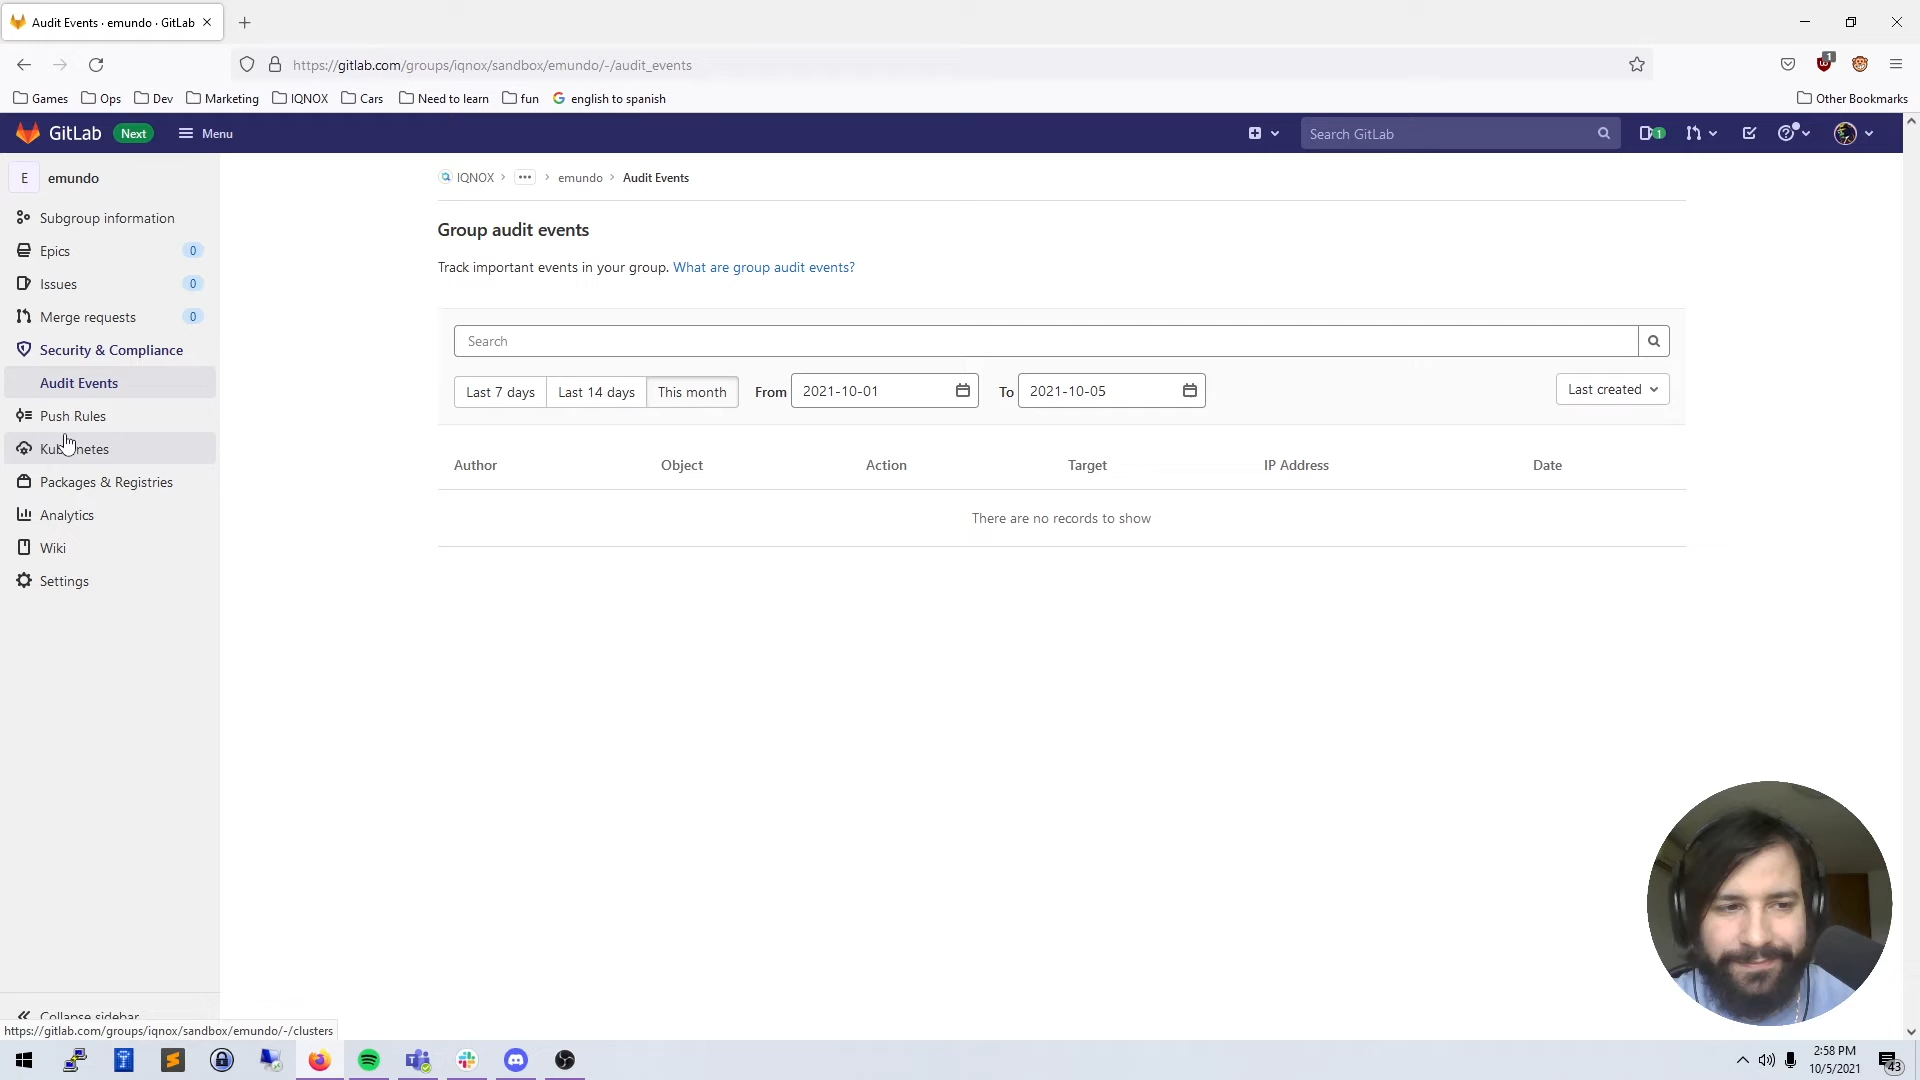 Audit Events · emundo · GitLab
https://gitlab.com/groups/iqnox/sandbox/emundo/-/audit_events
1
Games Ops Dev Marketing IQNOX Cars Need to learn fun G english to spanish Other Bookmarks
GitLab Next Menu Search GitLab 1
E emundo
Subgroup information
Epics 0
Issues 0
Merge requests 0
Security & Compliance
Audit Events
Push Rules
Kubernetes
Packages & Registries
Analytics
Wiki
Settings
Collapse sidebar
https://gitlab.com/groups/iqnox/sandbox/emundo/-/clusters
IQNOX > ••• > emundo > Audit Events
Group audit events
Track important events in your group. What are group audit events?
Search
Last 7 days Last 14 days This month From 2021-10-01 To 2021-10-05 Last created
Author Object Action Target IP Address Date
There are no records to show
2:58 PM
10/5/2021
43